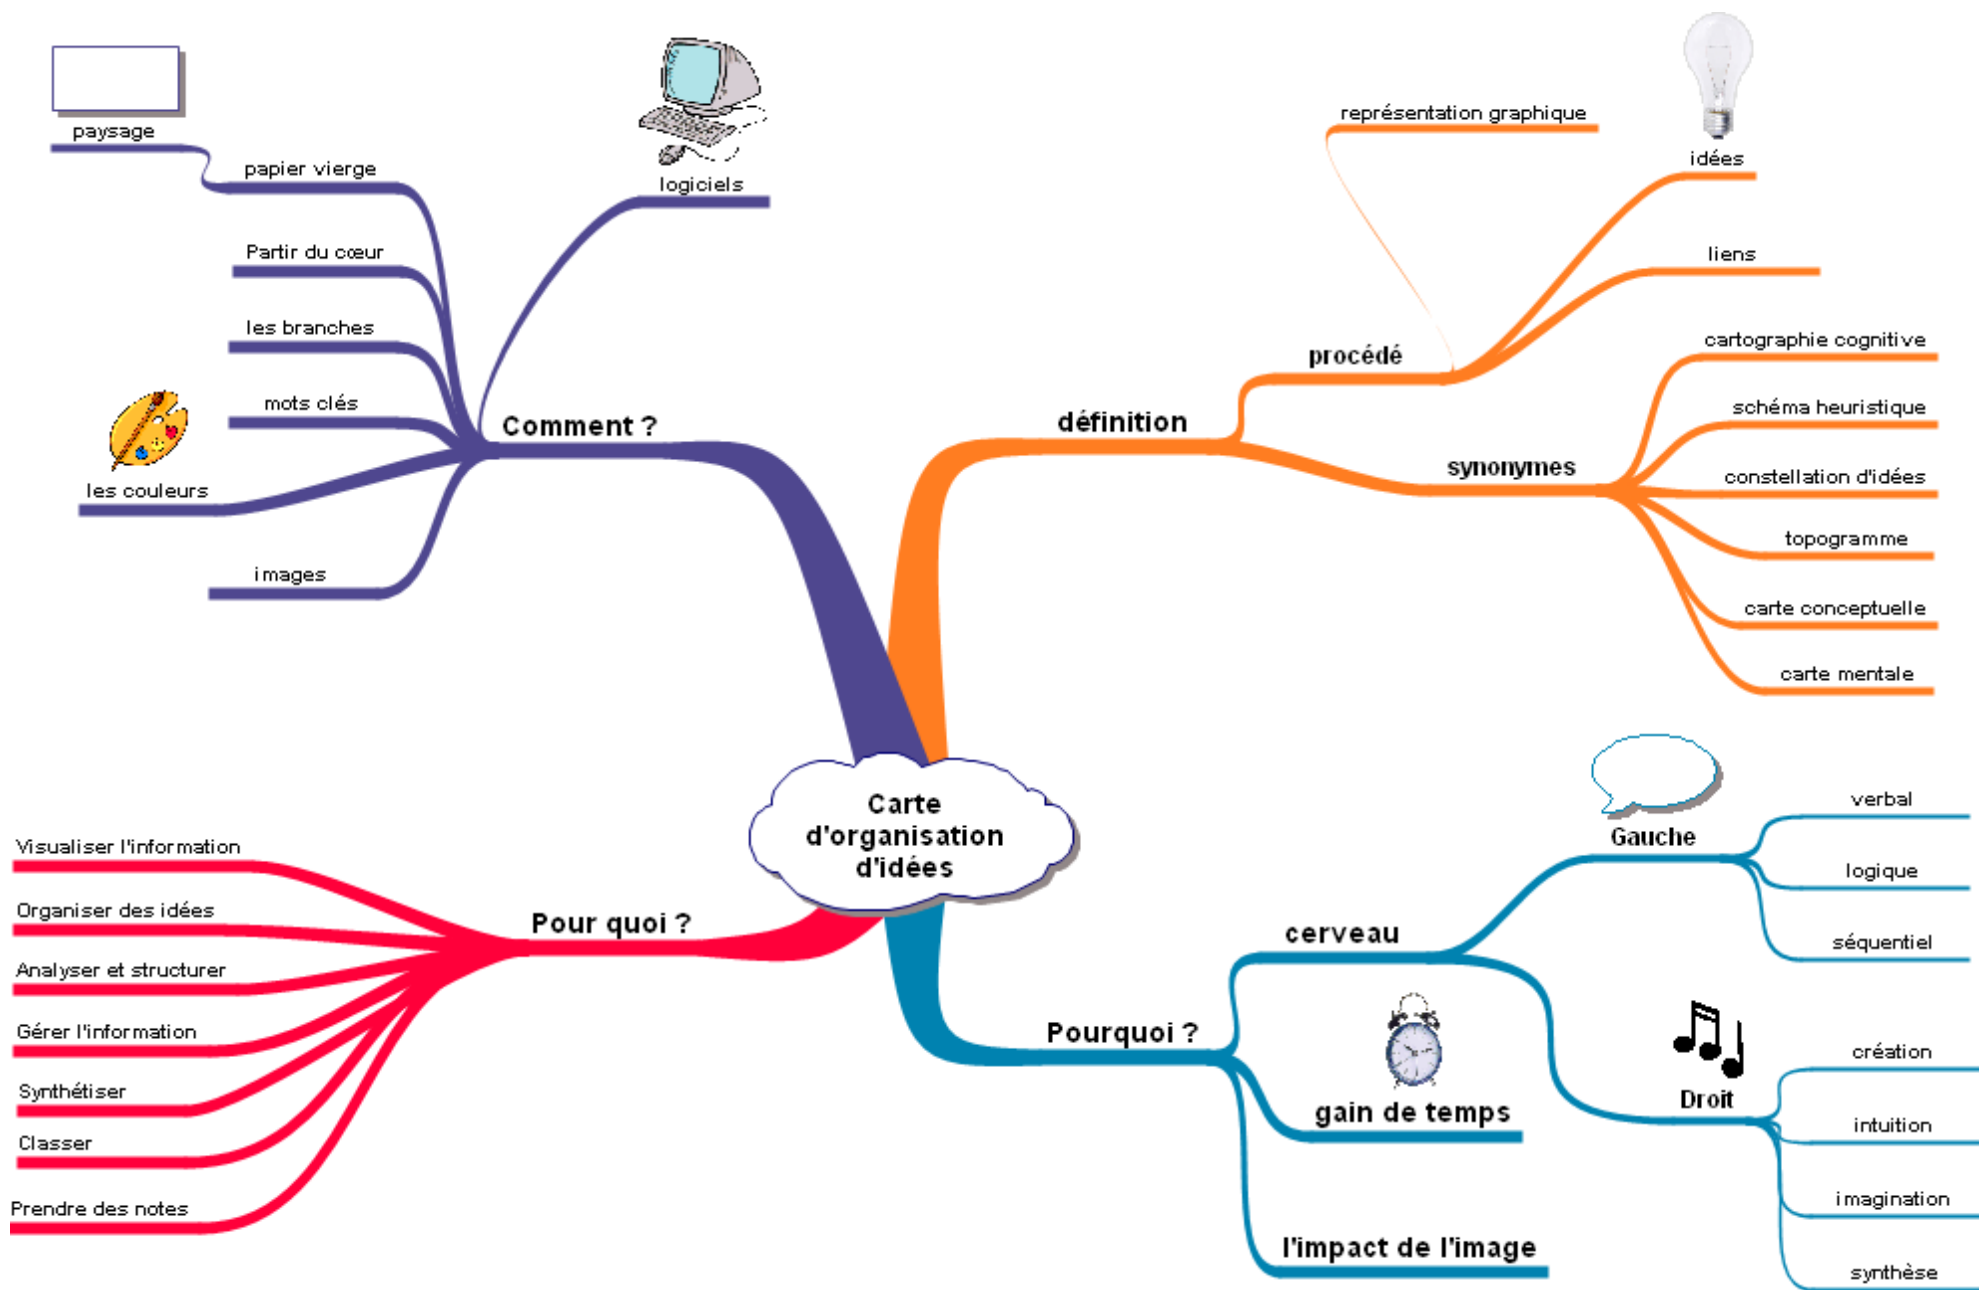 Carte
d'organisation
d'idées
Comment ?
paysage
papier vierge
logiciels
Partir du cœur
les branches
mots clés
les couleurs
images
définition
procédé
représentation graphique
idées
liens
synonymes
cartographie cognitive
schéma heuristique
constellation d'idées
topogramme
carte conceptuelle
carte mentale
Pour quoi ?
Visualiser l'information
Organiser des idées
Analyser et structurer
Gérer l'information
Synthétiser
Classer
Prendre des notes
Pourquoi ?
cerveau
Gauche
verbal
logique
séquentiel
Droit
création
intuition
imagination
synthèse
gain de temps
l'impact de l'image